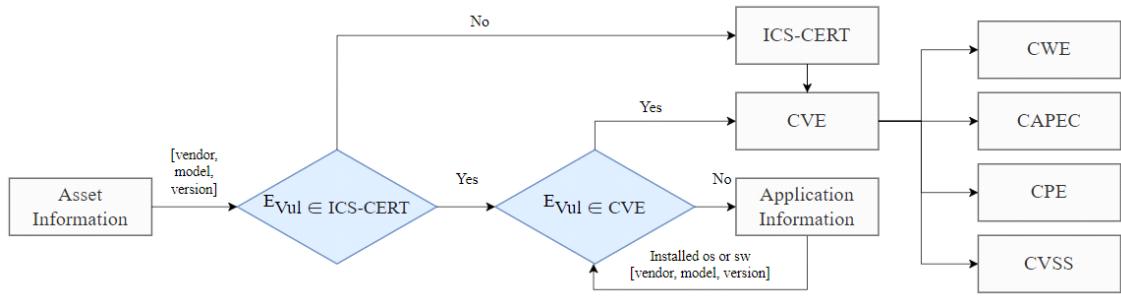 No
ICS-CERT
CWE
Yes
CVE
CAPEC
[vendor,
model,
version]
Asset
Information
EVul ∈ ICS-CERT
Yes
EVul ∈ CVE
No
Application
Information
CPE
Installed os or sw
[vendor, model, version]
CVSS